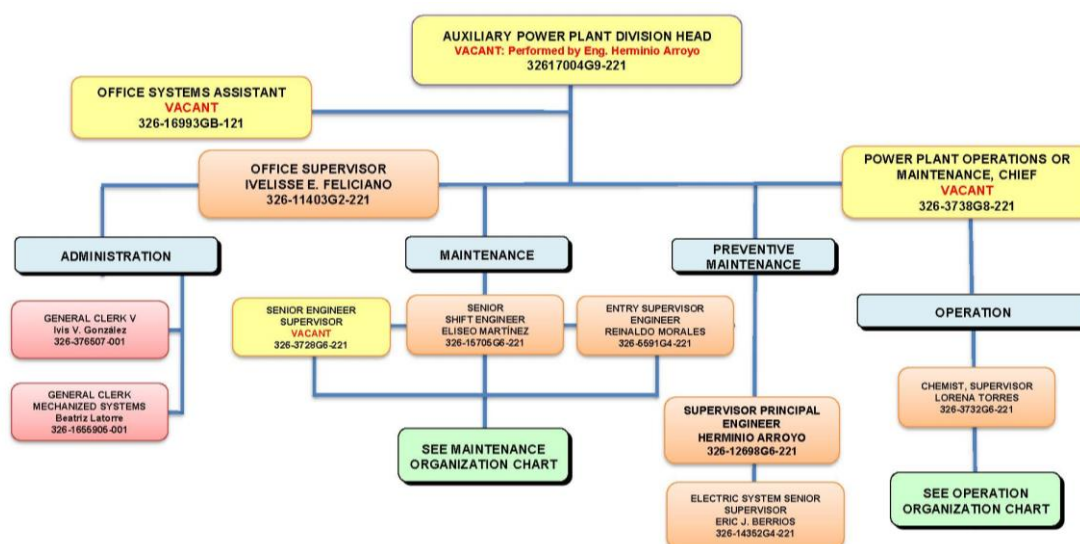 AUXILIARY POWER PLANT DIVISION HEAD
VACANT: Performed by Eng. Herminio Arroyo
32617004G9-221
OFFICE SYSTEMS ASSISTANT
VACANT
326-16993GB-121
OFFICE SUPERVISOR
IVELISSE E. FELICIANO
326-11403G2-221
POWER PLANT OPERATIONS OR
MAINTENANCE, CHIEF
VACANT
326-3738G8-221
ADMINISTRATION
MAINTENANCE
PREVENTIVE
MAINTENANCE
OPERATION
GENERAL CLERK V
Ivis V. González
326-376507-001
GENERAL CLERK
MECHANIZED SYSTEMS
Beatriz Latorre
326-1655905-001
SENIOR ENGINEER
SUPERVISOR
VACANT
326-3728G6-221
SENIOR
SHIFT ENGINEER
ELISEO MARTÍNEZ
326-15705G6-221
ENTRY SUPERVISOR
ENGINEER
REINALDO MORALES
326-5591G4-221
SEE MAINTENANCE
ORGANIZATION CHART
SUPERVISOR PRINCIPAL
ENGINEER
HERMINIO ARROYO
326-12698G6-221
ELECTRIC SYSTEM SENIOR
SUPERVISOR
ERIC J. BERRIOS
326-14352G4-221
CHEMIST, SUPERVISOR
LORENA TORRES
326-3732G6-221
SEE OPERATION
ORGANIZATION CHART